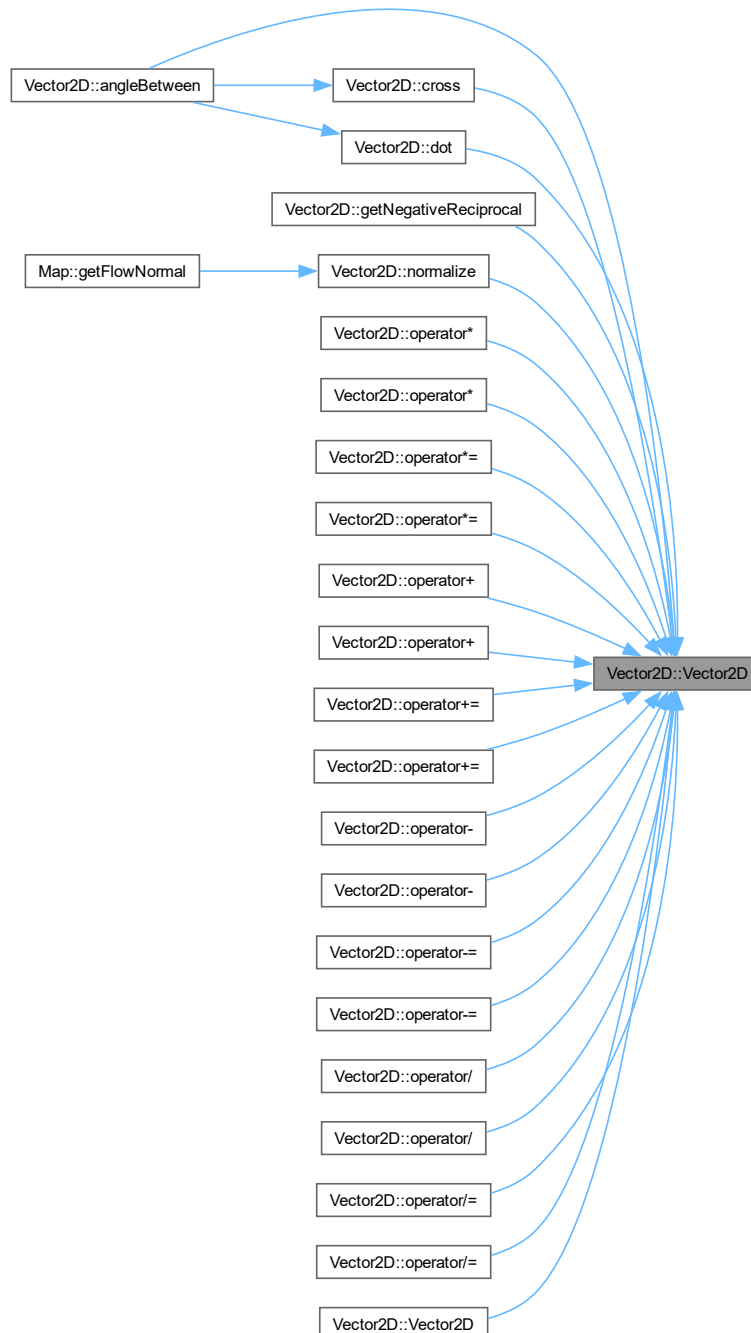 Vector2D::angleBetween
Vector2D::cross
Vector2D::dot
Vector2D::getNegativeReciprocal
Map::getFlowNormal
Vector2D::normalize
Vector2D::operator*
Vector2D::operator*
Vector2D::operator*=
Vector2D::operator*=
Vector2D::operator+
Vector2D::operator+
Vector2D::Vector2D
Vector2D::operator+=
Vector2D::operator+=
Vector2D::operator-
Vector2D::operator-
Vector2D::operator-=
Vector2D::operator-=
Vector2D::operator/
Vector2D::operator/
Vector2D::operator/=
Vector2D::operator/=
Vector2D::Vector2D